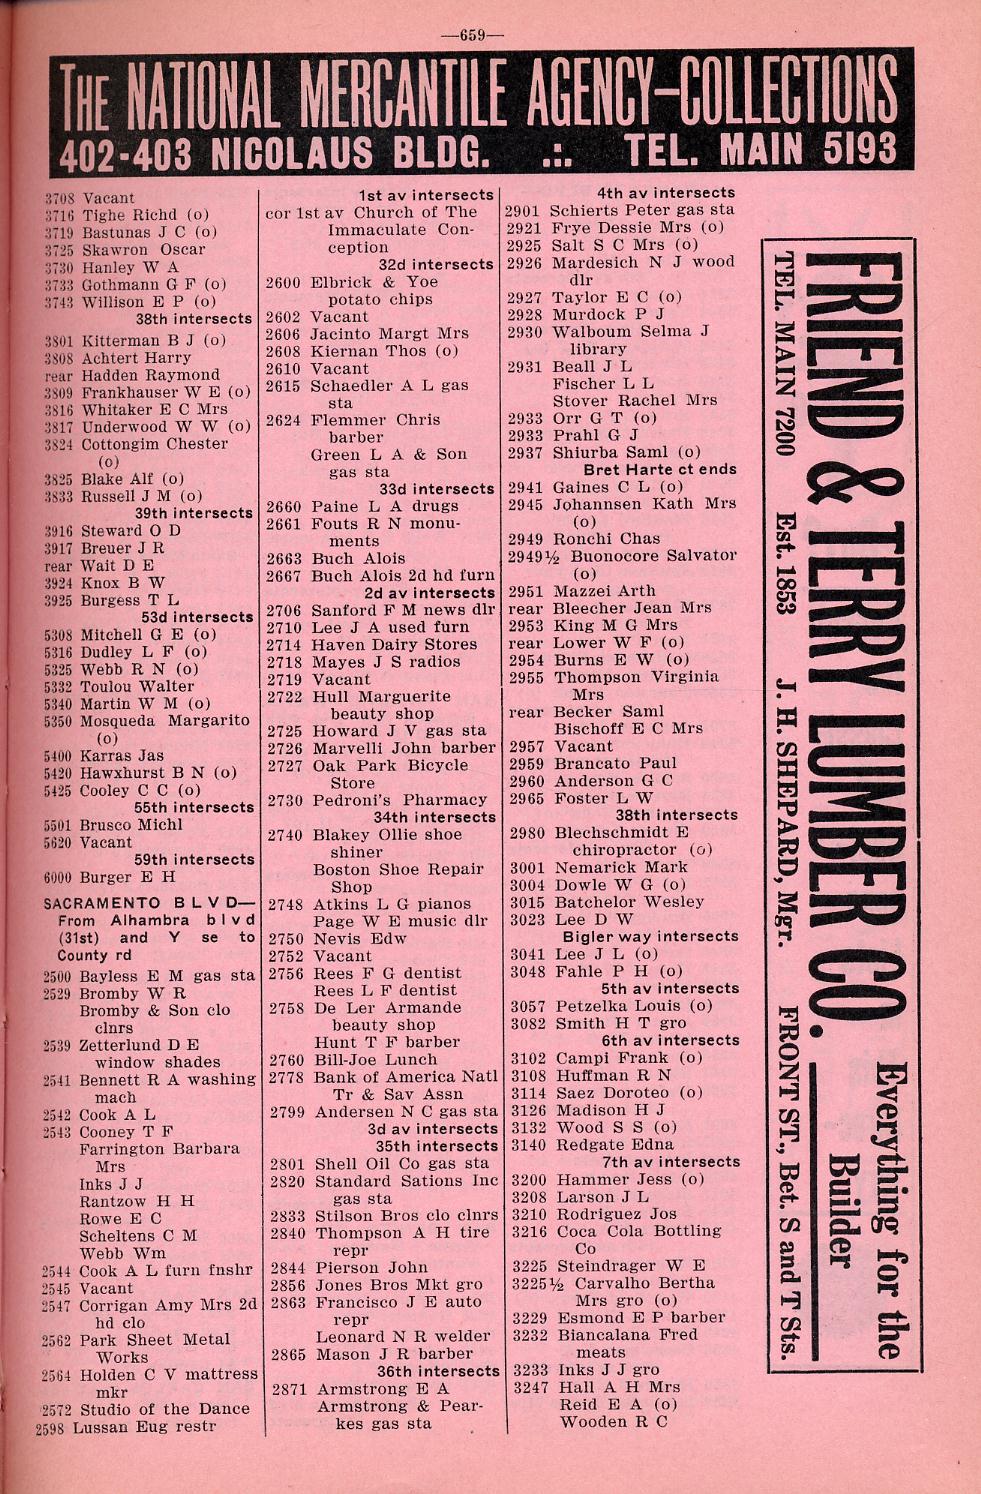 —659—
THE NATIONAL MERCANTILE AGENCY–COLLECTIONS
402-403 NICOLAUS BLDG. .:. TEL. MAIN 5193
3708 Vacant
3716 Tighe Richd (o)
3719 Bastunas J C (o)
3725 Skawron Oscar
3730 Hanley W A
3733 Gothmann G F (o)
3743 Willison E P (o)
38th intersects
3801 Kitterman B J (o)
3808 Achtert Harry
rear Hadden Raymond
3809 Frankhauser W E (o)
3816 Whitaker E C Mrs
3817 Underwood W W (o)
3824 Cottongim Chester
(o)
3825 Blake Alf (o)
3833 Russell J M (o)
39th intersects
3916 Steward O D
3917 Breuer J R
rear Wait D E
3924 Knox B W
3925 Burgess T L
53d intersects
5308 Mitchell G E (o)
5316 Dudley L F (o)
5325 Webb R N (o)
5332 Toulou Walter
5340 Martin W M (o)
5350 Mosqueda Margarito
(o)
5400 Karras Jas
5420 Hawxhurst B N (o)
5425 Cooley C C (o)
55th intersects
5501 Brusco Michl
5620 Vacant
59th intersects
6000 Burger E H
SACRAMENTO BLVD—
From Alhambra blvd
(31st) and Y se to
County rd
2500 Bayless E M gas sta
2529 Bromby W R
Bromby & Son clo
clnrs
2539 Zetterlund D E
window shades
2541 Bennett R A washing
mach
2542 Cook A L
2543 Cooney T F
Farrington Barbara
Mrs
Inks J J
Rantzow H H
Rowe E C
Scheltens C M
Webb Wm
2544 Cook A L furn fnshr
2545 Vacant
2547 Corrigan Amy Mrs 2d
hd clo
2562 Park Sheet Metal
Works
2564 Holden C V mattress
mkr
2572 Studio of the Dance
2598 Lussan Eug restr
1st av intersects
cor 1st av Church of The
Immaculate Con-
ception
32d intersects
2600 Elbrick & Yoe
potato chips
2602 Vacant
2606 Jacinto Margt Mrs
2608 Kiernan Thos (o)
2610 Vacant
2615 Schaedler A L gas
sta
2624 Flemmer Chris
barber
Green L A & Son
gas sta
33d intersects
2660 Paine L A drugs
2661 Fouts R N monu-
ments
2663 Buch Alois
2667 Buch Alois 2d hd furn
2d av intersects
2706 Sanford F M news dlr
2710 Lee J A used furn
2714 Haven Dairy Stores
2718 Mayes J S radios
2719 Vacant
2722 Hull Marguerite
beauty shop
2725 Howard J V gas sta
2726 Marvelli John barber
2727 Oak Park Bicycle
Store
2730 Pedroni's Pharmacy
34th intersects
2740 Blakey Ollie shoe
shiner
Boston Shoe Repair
Shop
2748 Atkins L G pianos
Page W E music dlr
2750 Nevis Edw
2752 Vacant
2756 Rees F G dentist
Rees L F dentist
2758 De Ler Armande
beauty shop
Hunt T F barber
2760 Bill-Joe Lunch
2778 Bank of America Natl
Tr & Sav Assn
2799 Andersen N C gas sta
3d av intersects
35th intersects
2801 Shell Oil Co gas sta
2820 Standard Sations Inc
gas sta
2833 Stilson Bros clo clnrs
2840 Thompson A H tire
repr
2844 Pierson John
2856 Jones Bros Mkt gro
2863 Francisco J E auto
repr
Leonard N R welder
2865 Mason J R barber
36th intersects
2871 Armstrong E A
Armstrong & Pear-
kes gas sta
4th av intersects
2901 Schierts Peter gas sta
2921 Frye Dessie Mrs (o)
2925 Salt S C Mrs (o)
2926 Mardesich N J wood
dlr
2927 Taylor E C (o)
2928 Murdock P J
2930 Walboum Selma J
library
2931 Beall J L
Fischer L L
Stover Rachel Mrs
2933 Orr G T (o)
2933 Prahl G J
2937 Shiurba Saml (o)
Bret Harte ct ends
2941 Gaines C L (o)
2945 Johannsen Kath Mrs
(o)
2949 Ronchi Chas
2949½ Buonocore Salvator
(o)
2951 Mazzei Arth
rear Bleecher Jean Mrs
2953 King M G Mrs
rear Lower W F (o)
2954 Burns E W (o)
2955 Thompson Virginia
Mrs
rear Becker Saml
Bischoff E C Mrs
2957 Vacant
2959 Brancato Paul
2960 Anderson G C
2965 Foster L W
38th intersects
2980 Blechschmidt E
chiropractor (o)
3001 Nemarick Mark
3004 Dowle W G (o)
3015 Batchelor Wesley
3023 Lee D W
Bigler way intersects
3041 Lee J L (o)
3048 Fahle P H (o)
5th av intersects
3057 Petzelka Louis (o)
3082 Smith H T gro
6th av intersects
3102 Campi Frank (o)
3108 Huffman R N
3114 Saez Doroteo (o)
3126 Madison H J
3132 Wood S S (o)
3140 Redgate Edna
7th av intersects
3200 Hammer Jess (o)
3208 Larson J L
3210 Rodriguez Jos
3216 Coca Cola Bottling
Co
3225 Steindrager W E
3225½ Carvalho Bertha
Mrs gro (o)
3229 Esmond E P barber
3232 Biancalana Fred
meats
3233 Inks J J gro
3247 Hall A H Mrs
Reid E A (o)
Wooden R C
FRIEND & TERRY LUMBER CO.
Everything for the
Builder
TEL. MAIN 7200 Est. 1853 J. H. SHEPARD, Mgr. FRONT ST., Bet. S and T Sts.